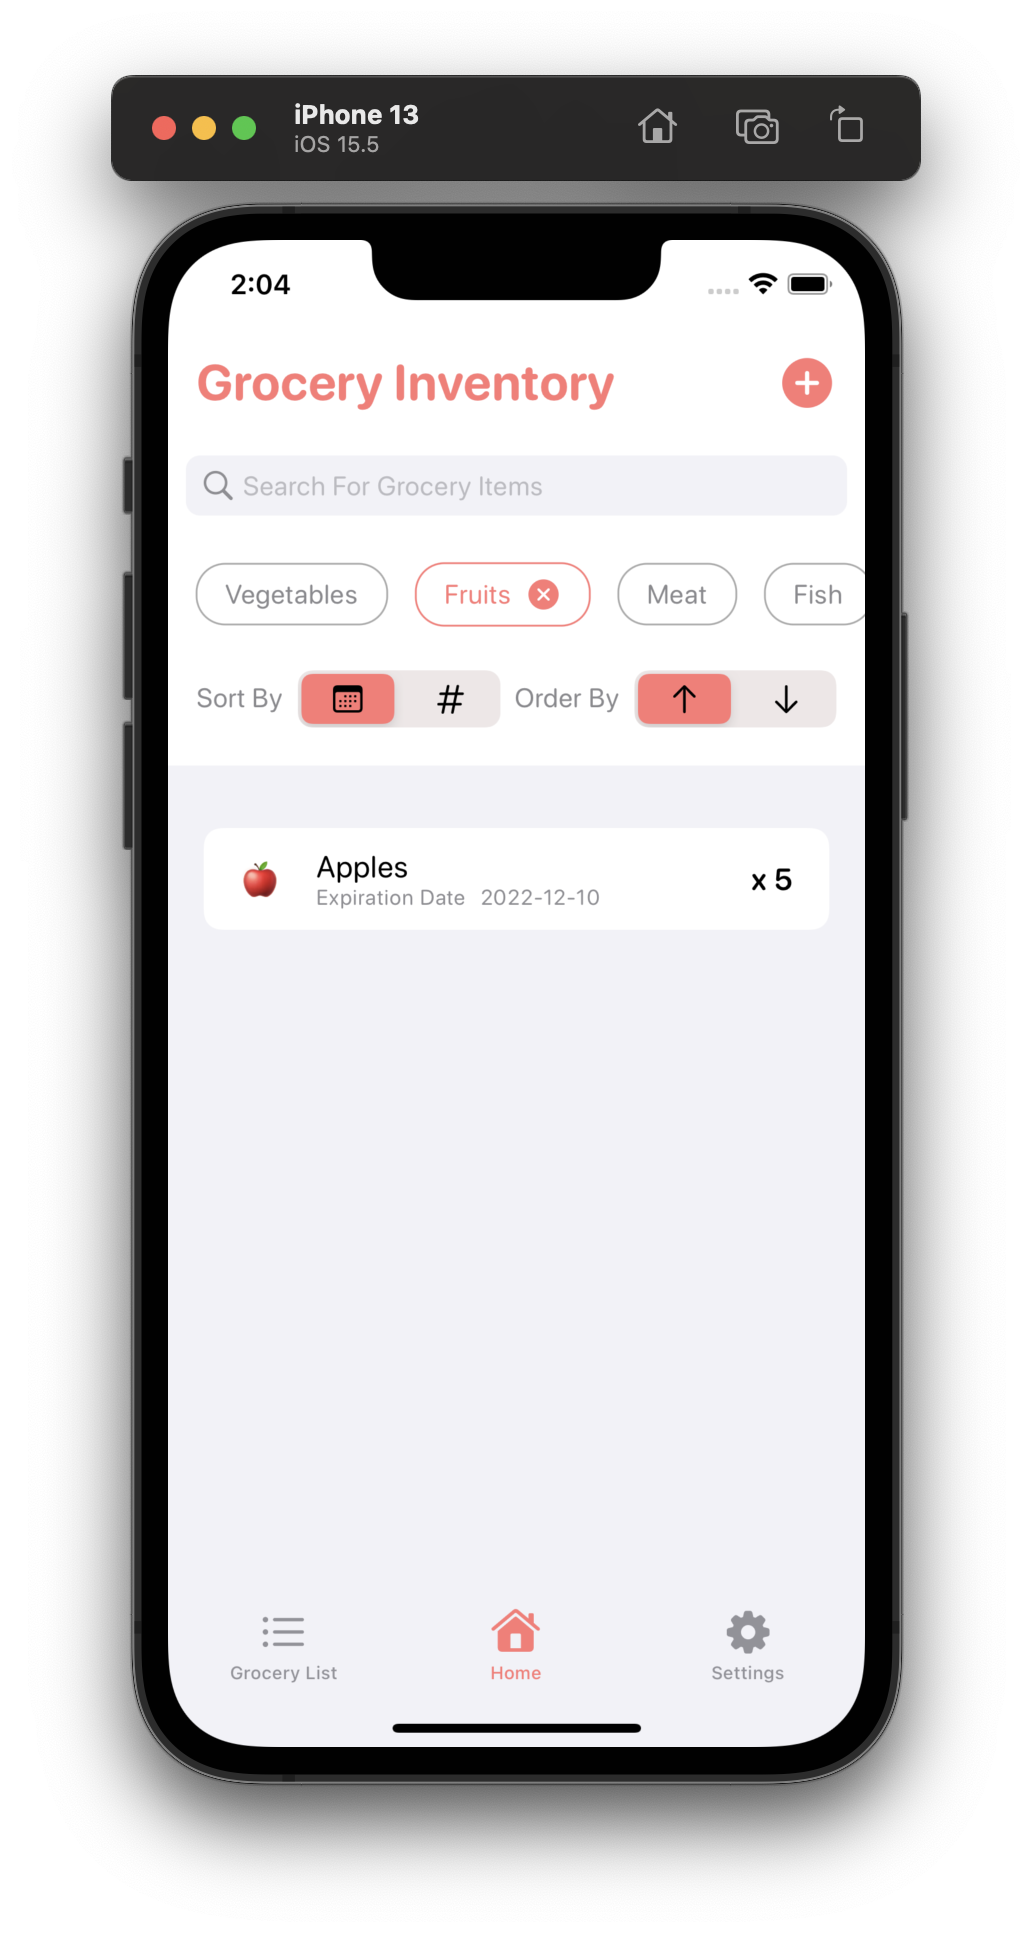 iPhone 13
iOS 15.5
2:04
Grocery Inventory
Search For Grocery Items
Vegetables Fruits Meat Fish
Sort By # Order By
Apples
Expiration Date 2022-12-10
x 5
Grocery List Home Settings